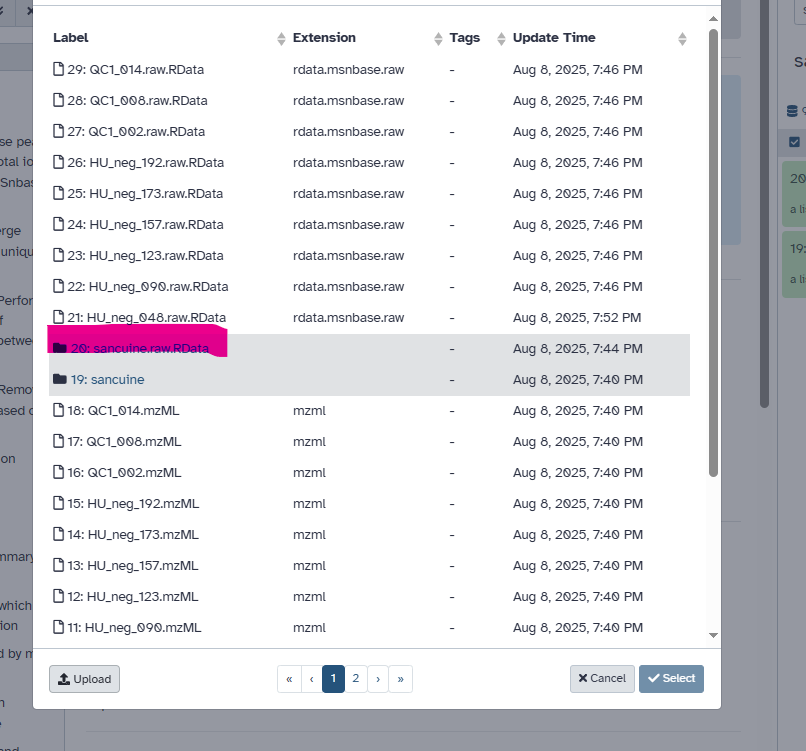 Label Extension Tags Update Time
29: QC1_014.raw.RData rdata.msnbase.raw - Aug 8, 2025, 7:46 PM
28: QC1_008.raw.RData rdata.msnbase.raw - Aug 8, 2025, 7:46 PM
27: QC1_002.raw.RData rdata.msnbase.raw - Aug 8, 2025, 7:46 PM
26: HU_neg_192.raw.RData rdata.msnbase.raw - Aug 8, 2025, 7:46 PM
25: HU_neg_173.raw.RData rdata.msnbase.raw - Aug 8, 2025, 7:46 PM
24: HU_neg_157.raw.RData rdata.msnbase.raw - Aug 8, 2025, 7:46 PM
23: HU_neg_123.raw.RData rdata.msnbase.raw - Aug 8, 2025, 7:46 PM
22: HU_neg_090.raw.RData rdata.msnbase.raw - Aug 8, 2025, 7:46 PM
21: HU_neg_048.raw.RData rdata.msnbase.raw - Aug 8, 2025, 7:52 PM
20: sancuine.raw.RData - Aug 8, 2025, 7:44 PM
19: sancuine - Aug 8, 2025, 7:40 PM
18: QC1_014.mzML mzml - Aug 8, 2025, 7:40 PM
17: QC1_008.mzML mzml - Aug 8, 2025, 7:40 PM
16: QC1_002.mzML mzml - Aug 8, 2025, 7:40 PM
15: HU_neg_192.mzML mzml - Aug 8, 2025, 7:40 PM
14: HU_neg_173.mzML mzml - Aug 8, 2025, 7:40 PM
13: HU_neg_157.mzML mzml - Aug 8, 2025, 7:40 PM
12: HU_neg_123.mzML mzml - Aug 8, 2025, 7:40 PM
11: HU_neg_090.mzML mzml - Aug 8, 2025, 7:40 PM
Upload « ‹ 1 2 › » Cancel Select